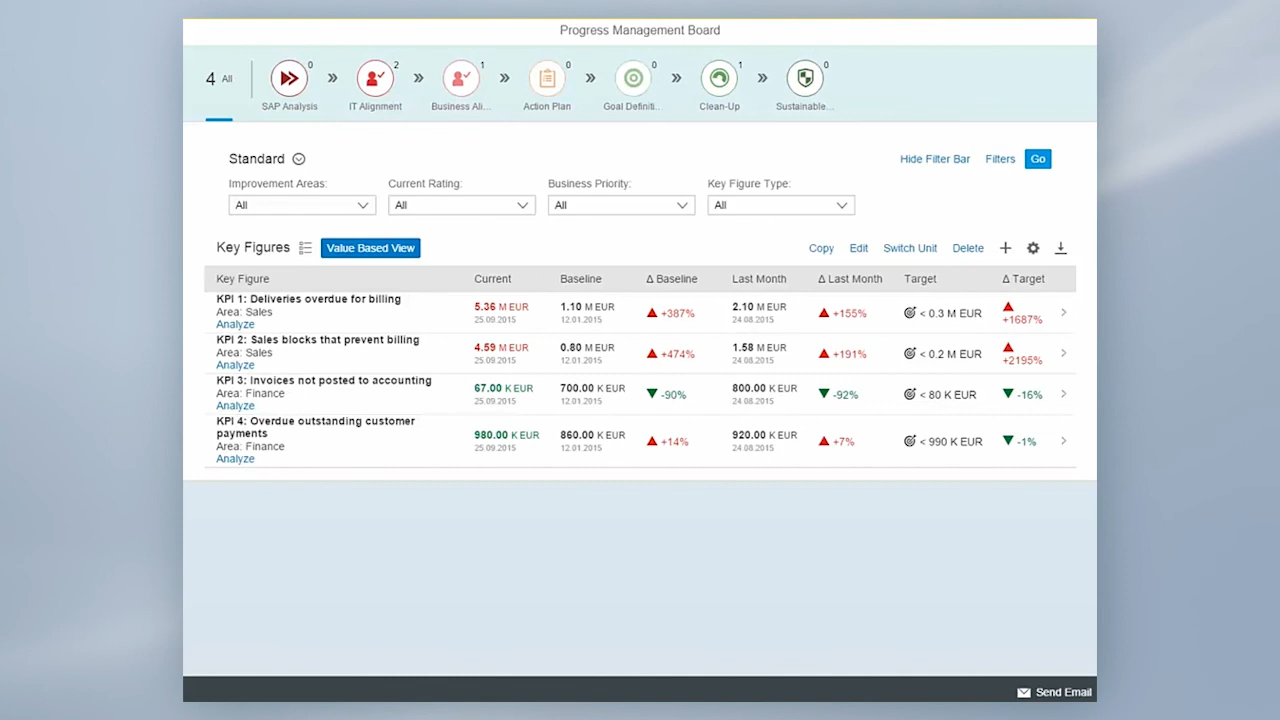 Progress Management Board
4 All
0 2 1 0 0 1 0
SAP Analysis IT Alignment Business Ali... Action Plan Goal Definiti... Clean-Up Sustainable...
Standard Hide Filter Bar Filters Go
Improvement Areas: Current Rating: Business Priority: Key Figure Type:
All All All All
Key Figures Value Based View Copy Edit Switch Unit Delete
Key Figure Current Baseline Δ Baseline Last Month Δ Last Month Target Δ Target
KPI 1: Deliveries overdue for billing
Area: Sales
Analyze
5.36 M EUR
25.09.2015
1.10 M EUR
12.01.2015
+387%
2.10 M EUR
24.08.2015
+155%
< 0.3 M EUR
+1687%
KPI 2: Sales blocks that prevent billing
Area: Sales
Analyze
4.59 M EUR
25.09.2015
0.80 M EUR
12.01.2015
+474%
1.58 M EUR
24.08.2015
+191%
< 0.2 M EUR
+2195%
KPI 3: Invoices not posted to accounting
Area: Finance
Analyze
67.00 K EUR
25.09.2015
700.00 K EUR
12.01.2015
-90%
800.00 K EUR
24.08.2015
-92%
< 80 K EUR
-16%
KPI 4: Overdue outstanding customer
payments
Area: Finance
Analyze
980.00 K EUR
25.09.2015
860.00 K EUR
12.01.2015
+14%
920.00 K EUR
24.08.2015
+7%
< 990 K EUR
-1%
Send Email